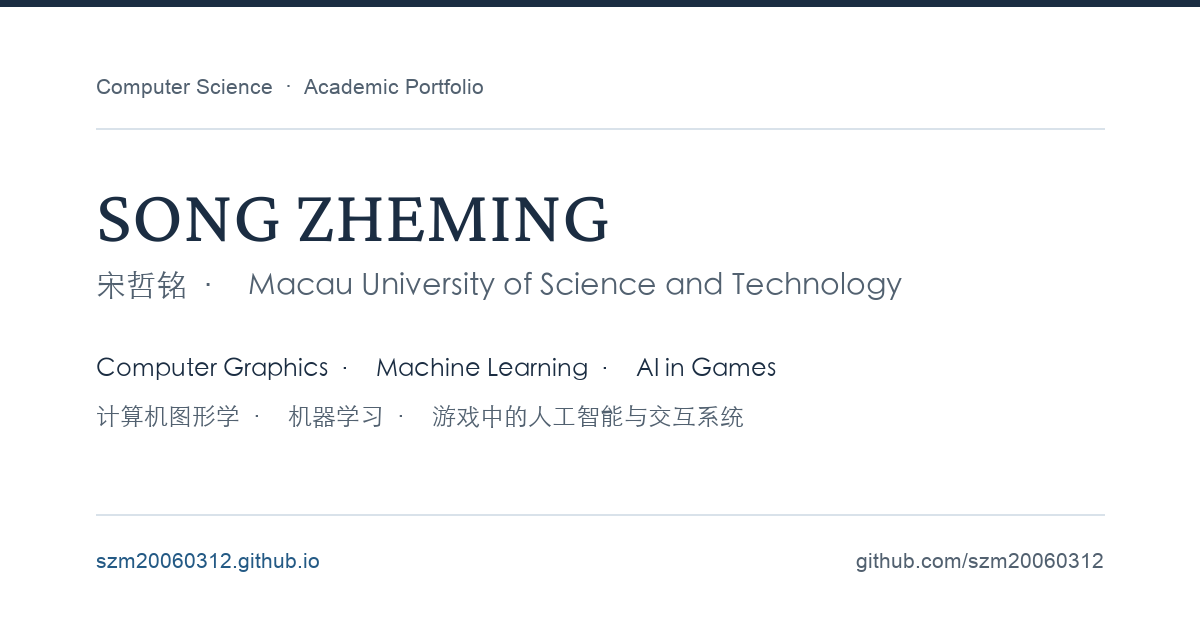 Computer Science · Academic Portfolio
SONG ZHEMING
宋哲铭 · Macau University of Science and Technology
Computer Graphics · Machine Learning · AI in Games
计算机图形学 · 机器学习 · 游戏中的人工智能与交互系统
szm20060312.github.io
github.com/szm20060312